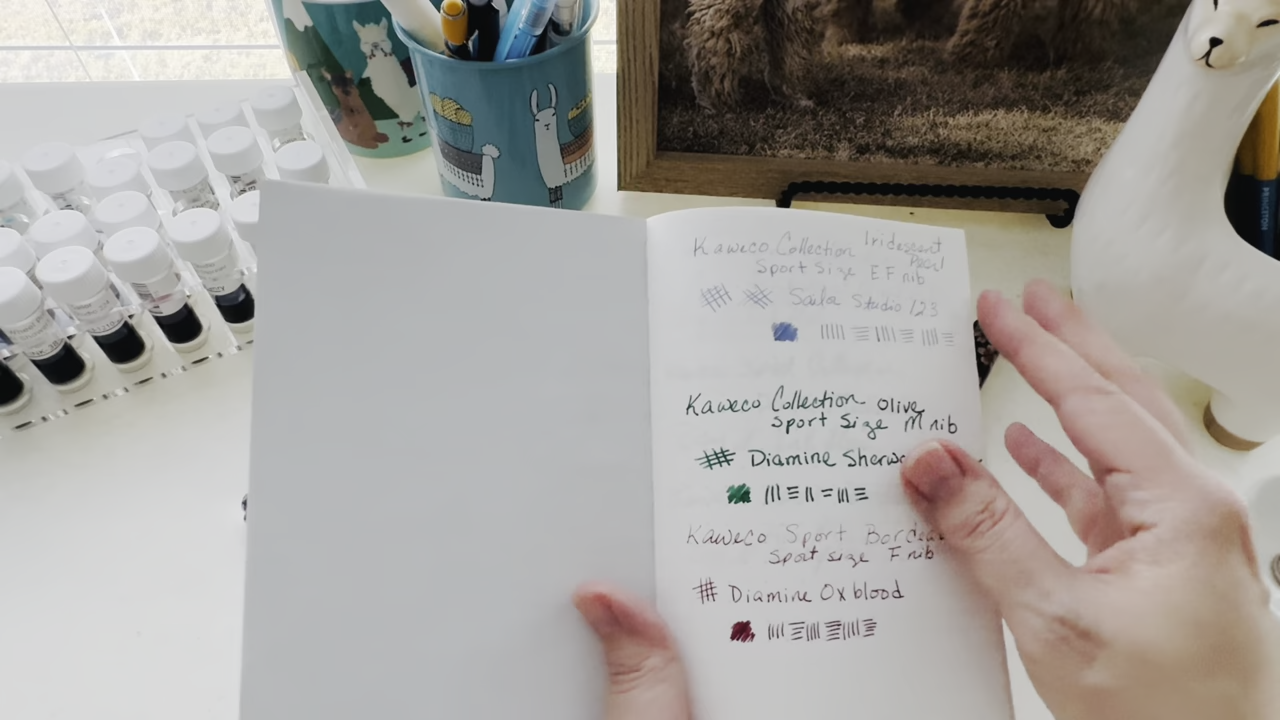 Kaweco Collection Iridescent
Pearl
Sport Size EF nib
Sailor Studio 123
Kaweco Collection Olive
Sport Size M nib
Diamine
Kaweco Sport
Sport size F nib
Diamine Oxblood
PRINCETON